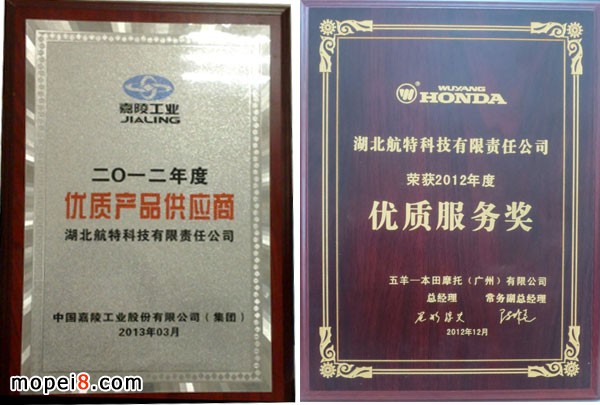 嘉陵工业
JIALING
二〇一二年度
优质产品供应商
湖北航特科技有限责任公司
中国嘉陵工业股份有限公司（集团）
2013年03月
WUYANG
HONDA
湖北航特科技有限责任公司
荣获2012年度
优质服务奖
五羊—本田摩托（广州）有限公司
总经理 常务副总经理
2012年12月
mopei8.com